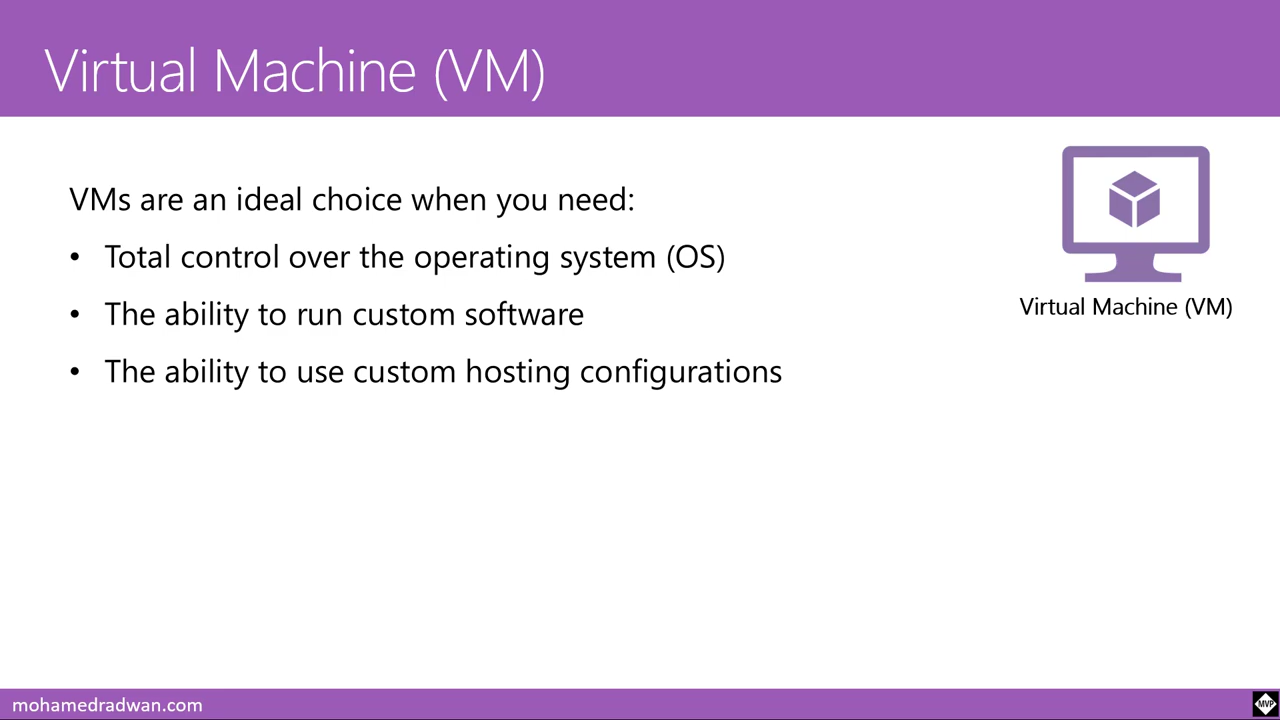 Virtual Machine (VM)
VMs are an ideal choice when you need:
• Total control over the operating system (OS)
• The ability to run custom software
• The ability to use custom hosting configurations
Virtual Machine (VM)
mohamedradwan.com
MVP